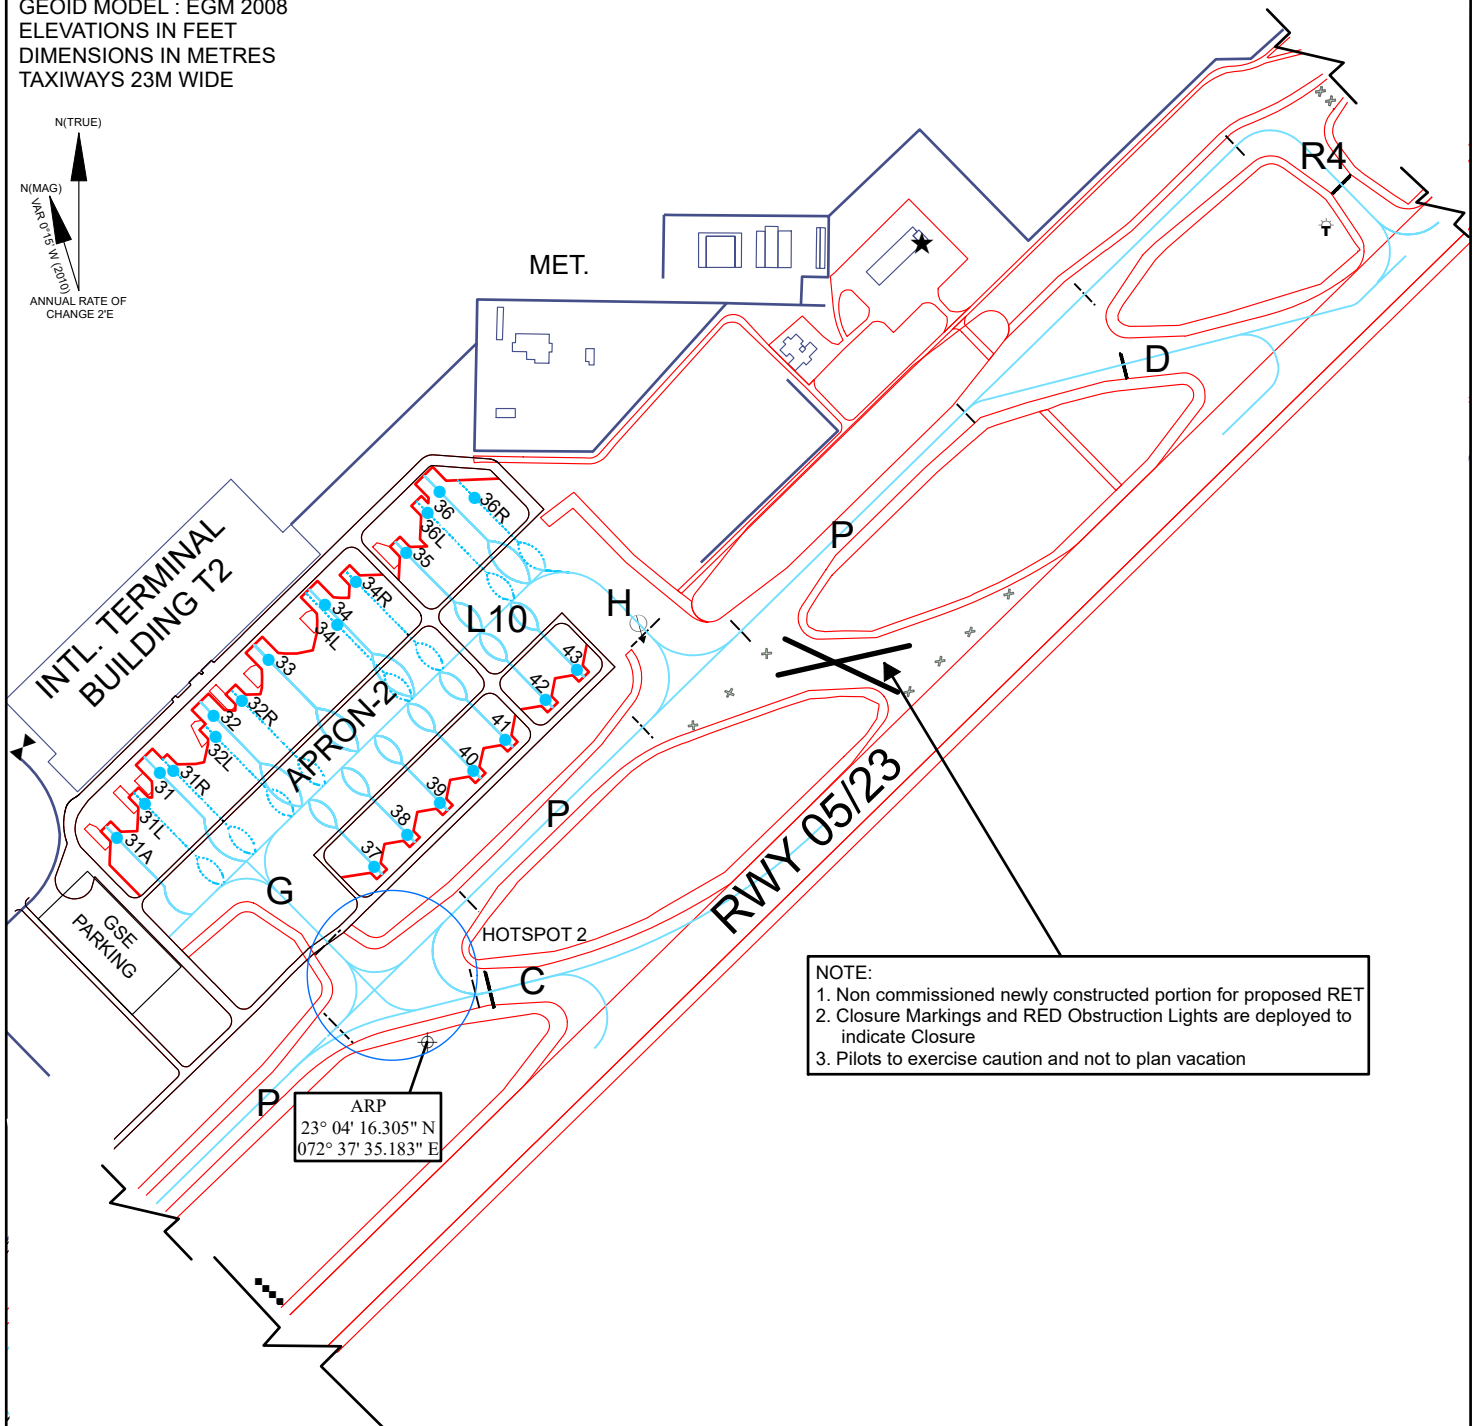 GEOID MODEL : EGM 2008
ELEVATIONS IN FEET
DIMENSIONS IN METRES
TAXIWAYS 23M WIDE
N(TRUE)
N(MAG)
VAR 0°15' W (2010)
ANNUAL RATE OF
CHANGE 2'E
MET.
R4
D
P
INTL. TERMINAL
BUILDING T2
36
36R
36L
35
34R
34
34L
33
32R
32
32L
31R
31
31L
31A
L10
H
APRON-2
43
42
41
40
39
38
37
G
P
GSE
PARKING
HOTSPOT 2
C
RWY 05/23
P
ARP
23° 04' 16.305" N
072° 37' 35.183" E
NOTE:
1. Non commissioned newly constructed portion for proposed RET
2. Closure Markings and RED Obstruction Lights are deployed to
indicate Closure
3. Pilots to exercise caution and not to plan vacation